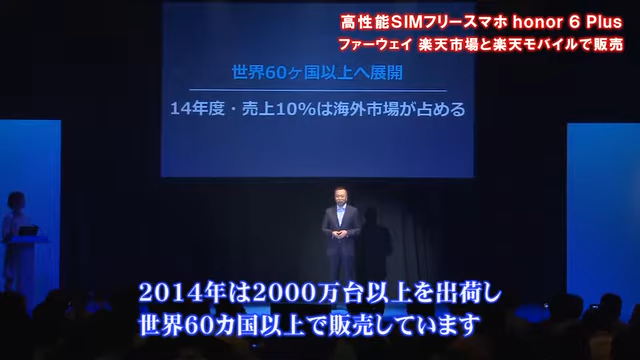 高性能SIMフリースマホ honor 6 Plus
ファーウェイ 楽天市場と楽天モバイルで販売
世界60ヶ国以上へ展開
14年度・売上10%は海外市場が占める
2014年は2000万台以上を出荷し
世界60カ国以上で販売しています